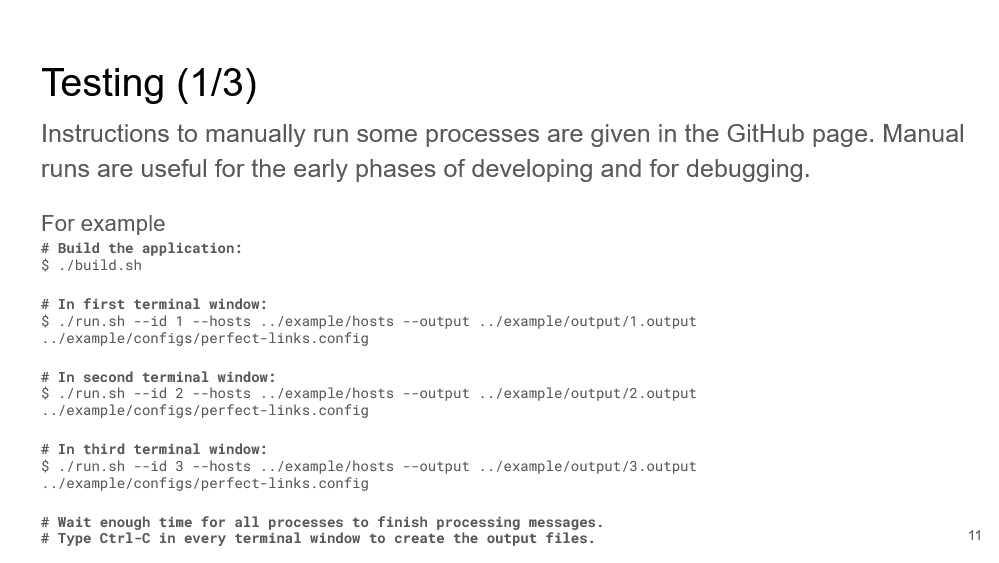 Testing (1/3)
Instructions to manually run some processes are given in the GitHub page. Manual
runs are useful for the early phases of developing and for debugging.
For example
# Build the application:
$ ./build.sh
# In first terminal window:
$ ./run.sh --id 1 --hosts ../example/hosts --output ../example/output/1.output
../example/configs/perfect-links.config
# In second terminal window:
$ ./run.sh --id 2 --hosts ../example/hosts --output ../example/output/2.output
../example/configs/perfect-links.config
# In third terminal window:
$ ./run.sh --id 3 --hosts ../example/hosts --output ../example/output/3.output
../example/configs/perfect-links.config
# Wait enough time for all processes to finish processing messages.
# Type Ctrl-C in every terminal window to create the output files.
11